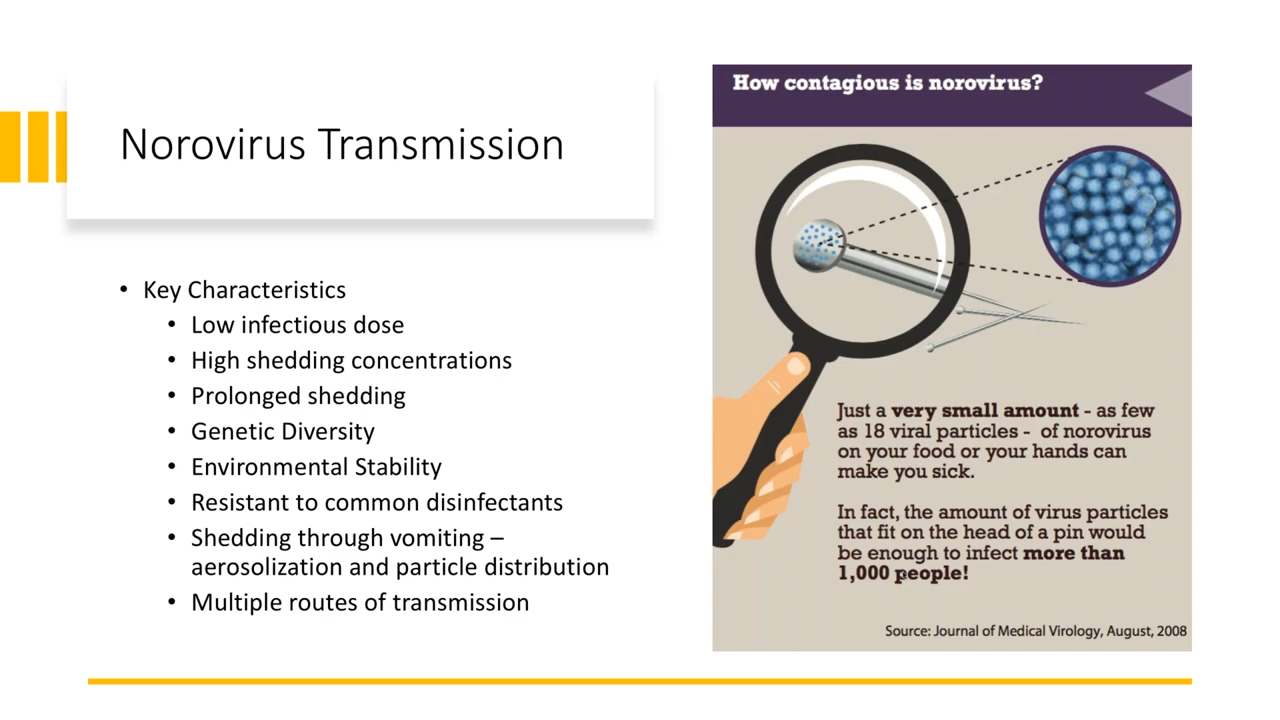 Norovirus Transmission
• Key Characteristics
• Low infectious dose
• High shedding concentrations
• Prolonged shedding
• Genetic Diversity
• Environmental Stability
• Resistant to common disinfectants
• Shedding through vomiting –
aerosolization and particle distribution
• Multiple routes of transmission
How contagious is norovirus?
Just a very small amount - as few
as 18 viral particles - of norovirus
on your food or your hands can
make you sick.
In fact, the amount of virus particles
that fit on the head of a pin would
be enough to infect more than
1,000 people!
Source: Journal of Medical Virology, August, 2008